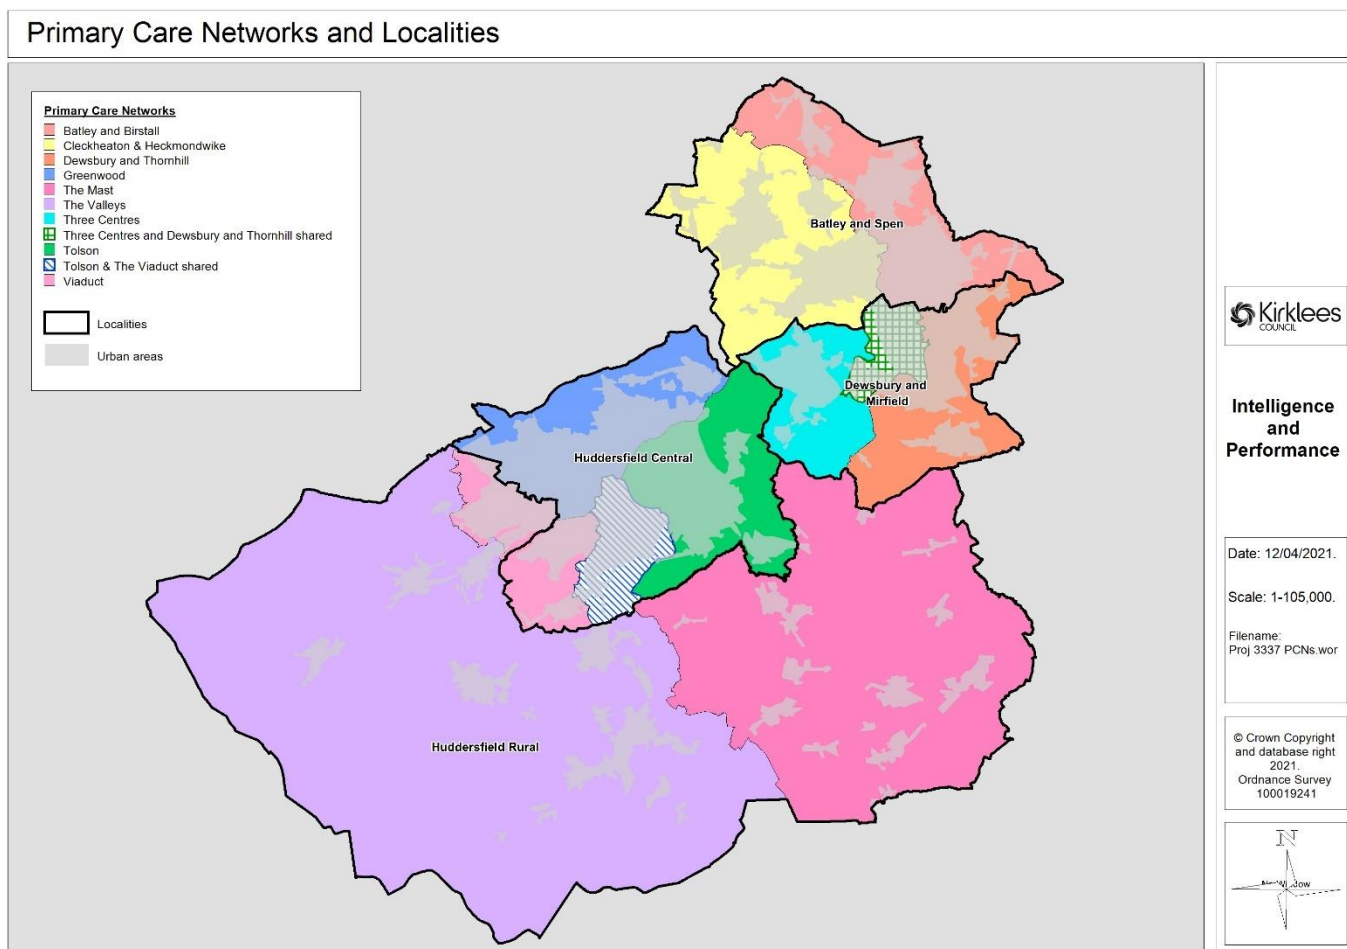 Primary Care Networks and Localities
Primary Care Networks
Batley and Birstall
Cleckheaton & Heckmondwike
Dewsbury and Thornhill
Greenwood
The Mast
The Valleys
Three Centres
Three Centres and Dewsbury and Thornhill shared
Tolson
Tolson & The Viaduct shared
Viaduct
Localities
Urban areas
Batley and Spen
Dewsbury and
Mirfield
Huddersfield Central
Huddersfield Rural
Kirklees
COUNCIL
Intelligence
and
Performance
Date: 12/04/2021.
Scale: 1-105,000.
Filename:
Proj 3337 PCNs.wor
© Crown Copyright
and database right
2021.
Ordnance Survey
100019241
N